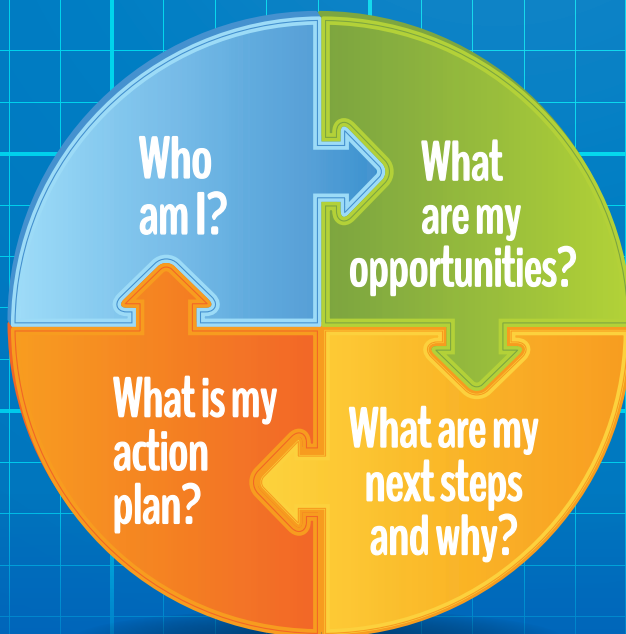 Who
am I?
What
are my
opportunities?
What are my
next steps
and why?
What is my
action
plan?